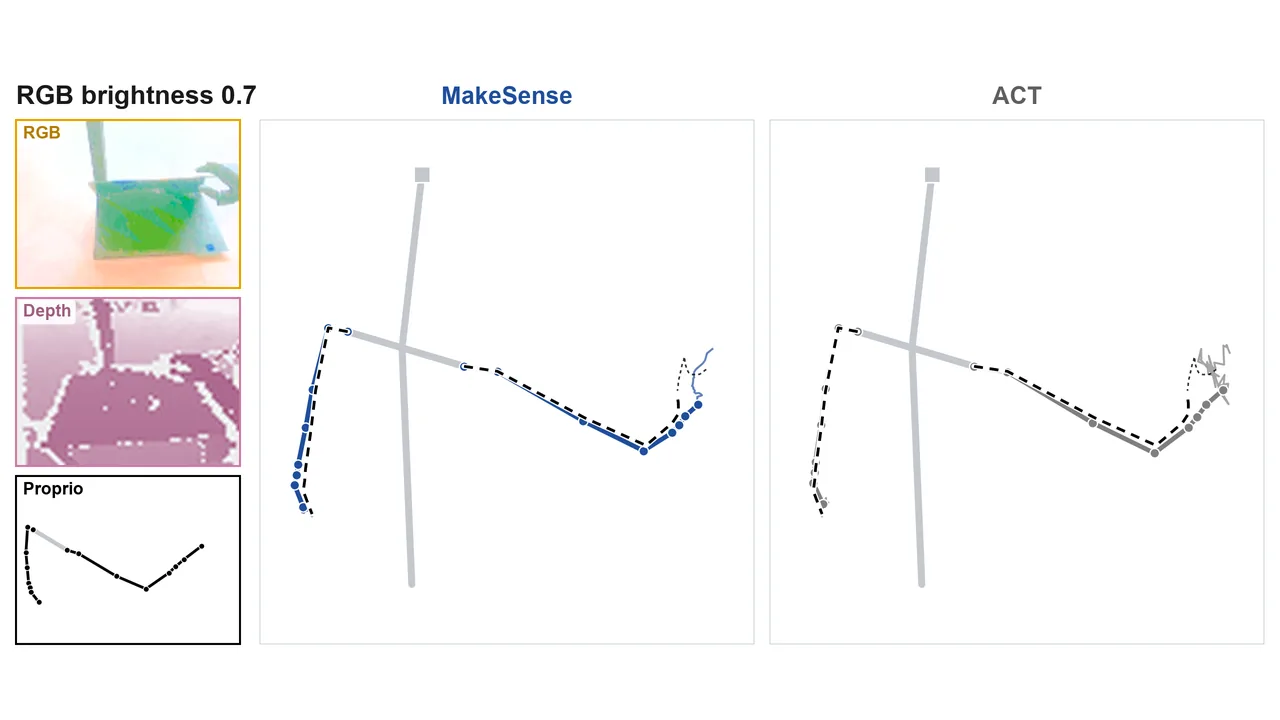 RGB brightness 0.7
MakeSense
ACT
RGB
Depth
Proprio